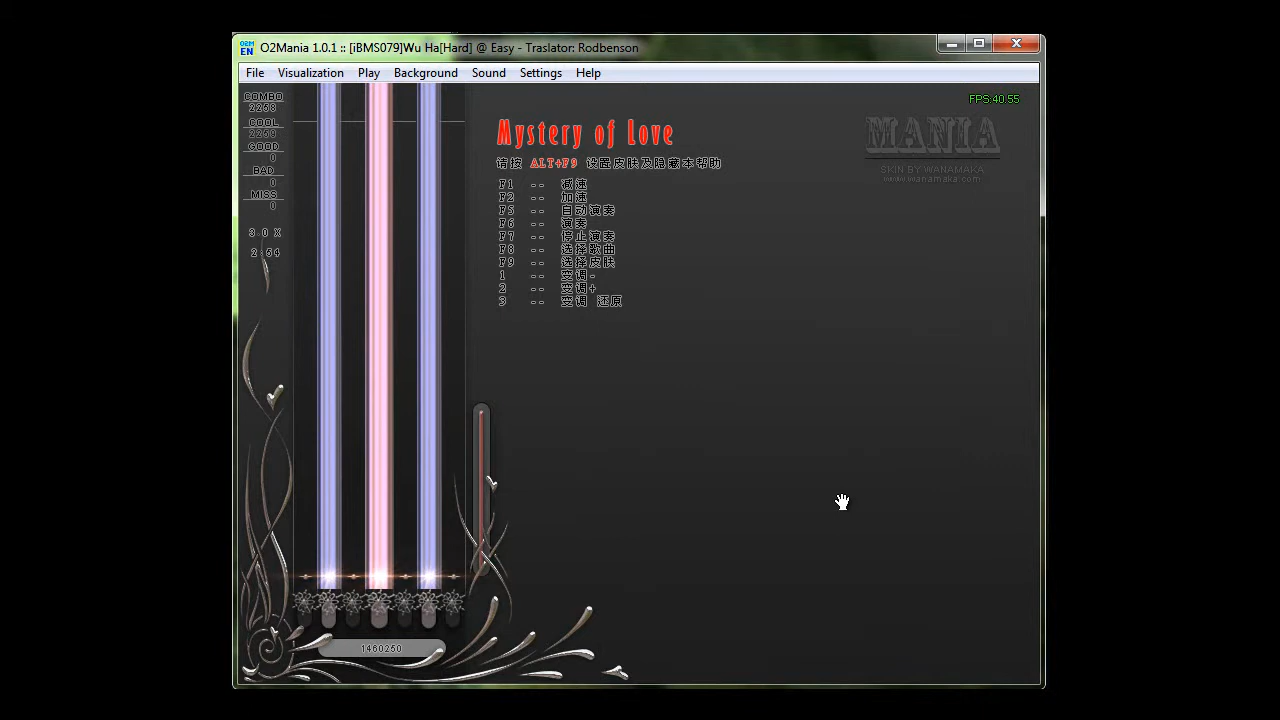 O2Mania 1.0.1 :: [iBMS079]Wu Ha[Hard] @ Easy - Traslator: Rodbenson
File Visualization Play Background Sound Settings Help
COMBO
2258
COOL
2258
GOOD
0
BAD
0
MISS
0
3.0 X
2:54
FPS:40.55
MANIA
SKIN BY WANAMAKA
www.wanamaka.com
Mystery of Love
请按 ALT+F9 设置皮肤及隐藏本帮助
F1 -- 减速
F2 -- 加速
F5 -- 自动演奏
F6 -- 演奏
F7 -- 停止演奏
F8 -- 选择歌曲
F9 -- 选择皮肤
1 -- 变调-
2 -- 变调+
3 -- 变调 还原
1460250